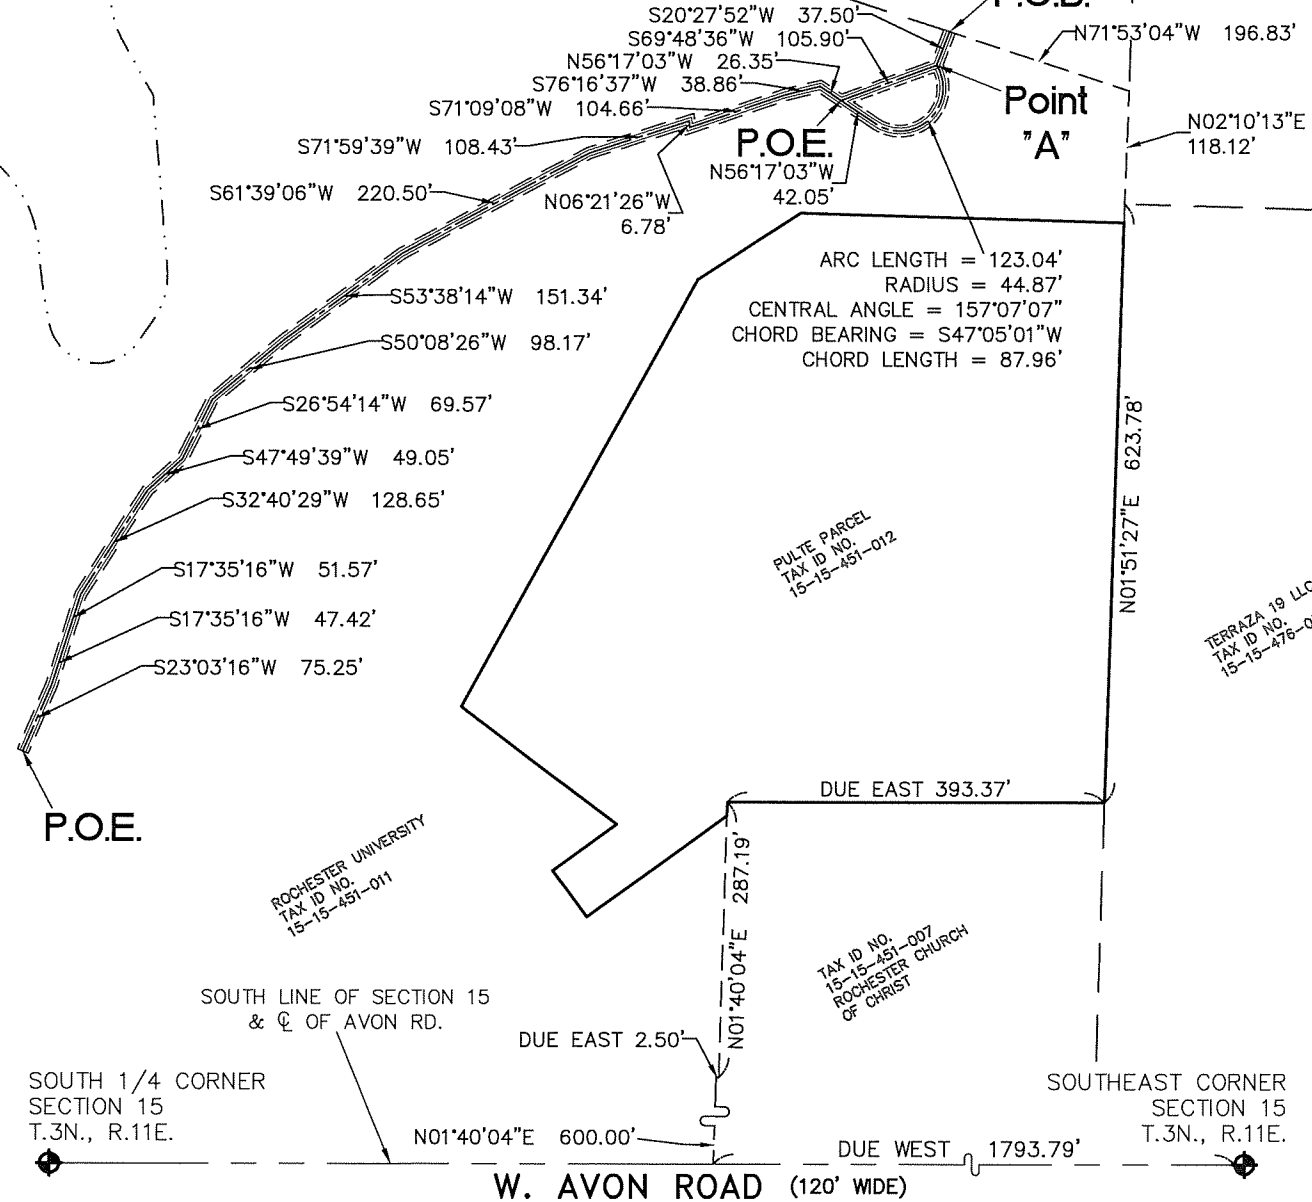 P.O.B.
S20°27'52"W 37.50'
S69°48'36"W 105.90'
N71°53'04"W 196.83'
N56°17'03"W 26.35'
S76°16'37"W 38.86'
S71°09'08"W 104.66'
Point
"A"
N02°10'13"E
118.12'
S71°59'39"W 108.43'
P.O.E.
N56°17'03"W
42.05'
S61°39'06"W 220.50'
N06°21'26"W
6.78'
ARC LENGTH = 123.04'
RADIUS = 44.87'
CENTRAL ANGLE = 157°07'07"
CHORD BEARING = S47°05'01"W
CHORD LENGTH = 87.96'
S53°38'14"W 151.34'
S50°08'26"W 98.17'
S26°54'14"W 69.57'
S47°49'39"W 49.05'
S32°40'29"W 128.65'
N01°51'27"E 623.78'
PULTE PARCEL
TAX ID NO.
15-15-451-012
S17°35'16"W 51.57'
S17°35'16"W 47.42'
S23°03'16"W 75.25'
TERRAZA 19 LLC
TAX ID NO.
15-15-476-0
P.O.E.
DUE EAST 393.37'
ROCHESTER UNIVERSITY
TAX ID NO.
15-15-451-011
N01°40'04"E 287.19'
TAX ID NO.
15-15-451-007
ROCHESTER CHURCH
OF CHRIST
SOUTH LINE OF SECTION 15
& ℄ OF AVON RD.
DUE EAST 2.50'
SOUTH 1/4 CORNER
SECTION 15
T.3N., R.11E.
SOUTHEAST CORNER
SECTION 15
T.3N., R.11E.
N01°40'04"E 600.00'
DUE WEST 1793.79'
W. AVON ROAD (120' WIDE)